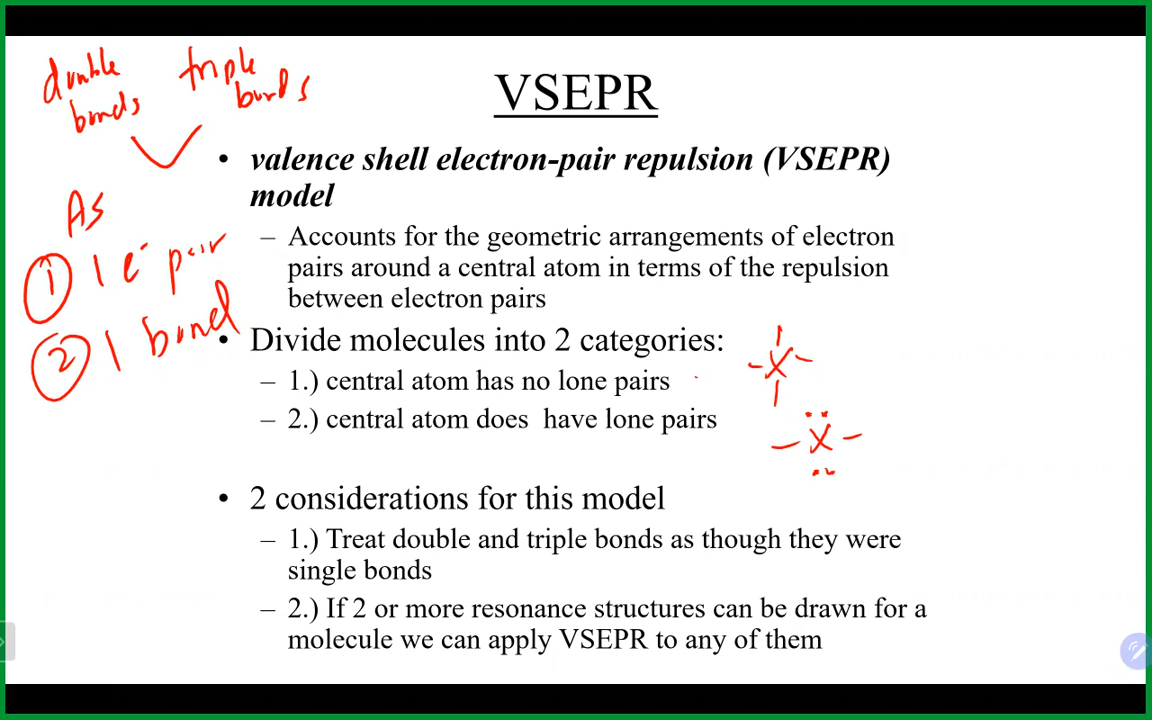 double triple
bonds bonds
VSEPR
• valence shell electron-pair repulsion (VSEPR)
model
As
– Accounts for the geometric arrangements of electron
pairs around a central atom in terms of the repulsion
between electron pairs
① 1 e⁻ pair
② 1 bond
• Divide molecules into 2 categories:
– 1.) central atom has no lone pairs
– 2.) central atom does have lone pairs
X
X
• 2 considerations for this model
– 1.) Treat double and triple bonds as though they were
single bonds
– 2.) If 2 or more resonance structures can be drawn for a
molecule we can apply VSEPR to any of them